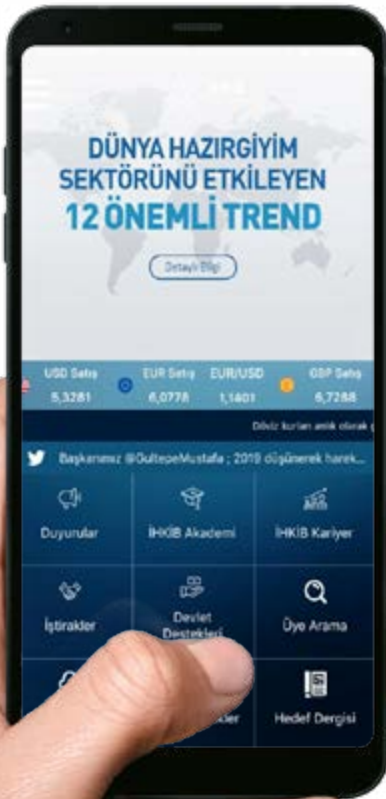 DÜNYA HAZIRGİYİM
SEKTÖRÜNÜ ETKİLEYEN
12 ÖNEMLİ TREND
Detaylı Bilgi
USD Satış EUR Satış EUR/USD GBP Satış
5,3281 6,0778 1,1401 6,7288
Döviz kurları anlık olarak
Başkanımız @GultepeMustafa ; 2019 düşünerek harek...
Duyurular İHKİB Akademi İHKİB Kariyer
İştirakler Devlet Destekleri Üye Arama
Hedef Dergisi